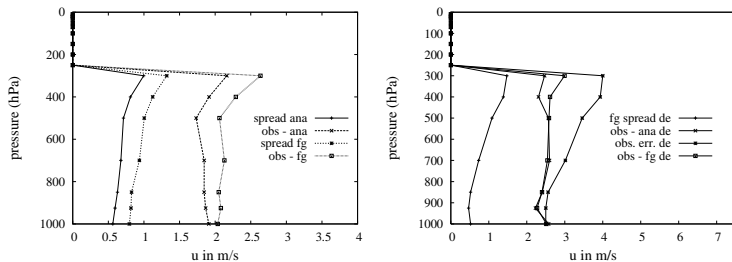 0
100
200
300
400
500
600
700
800
900
1000
pressure (hPa)
0 0.5 1 1.5 2 2.5 3 3.5 4
u in m/s
spread ana
obs - ana
spread fg
obs - fg
0
100
200
300
400
500
600
700
800
900
1000
pressure (hPa)
0 1 2 3 4 5 6 7
u in m/s
fg spread de
obs - ana de
obs. err. de
obs - fg de